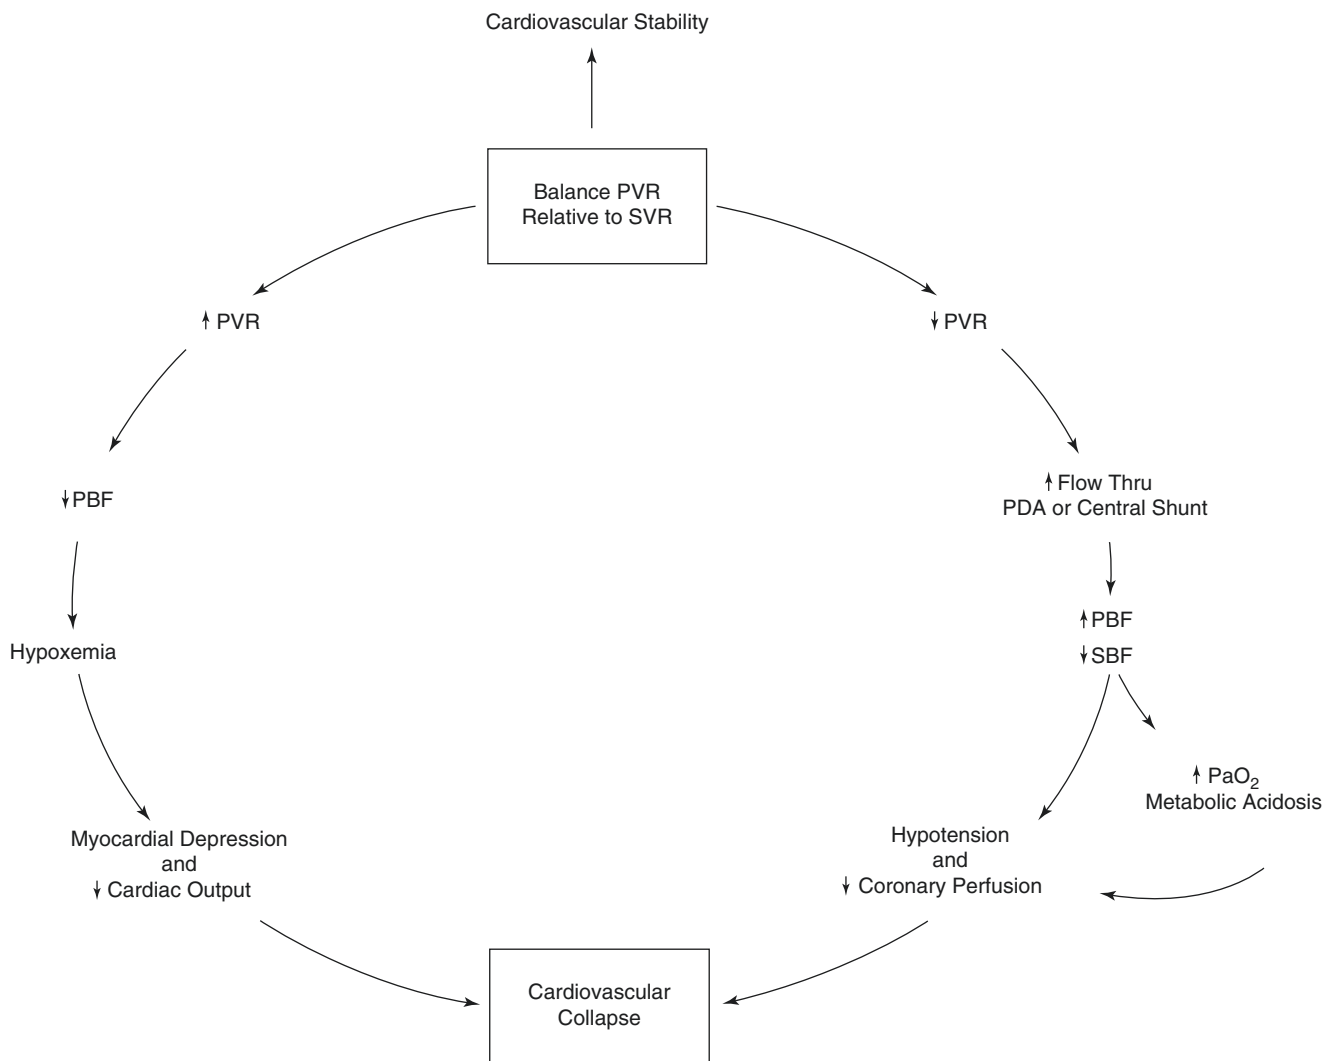 Cardiovascular Stability
Balance PVR
Relative to SVR
↑ PVR
↓ PBF
Hypoxemia
Myocardial Depression
and
↓ Cardiac Output
↓ PVR
↑ Flow Thru
PDA or Central Shunt
↑ PBF
↓ SBF
↑ PaO₂
Metabolic Acidosis
Hypotension
and
↓ Coronary Perfusion
Cardiovascular
Collapse